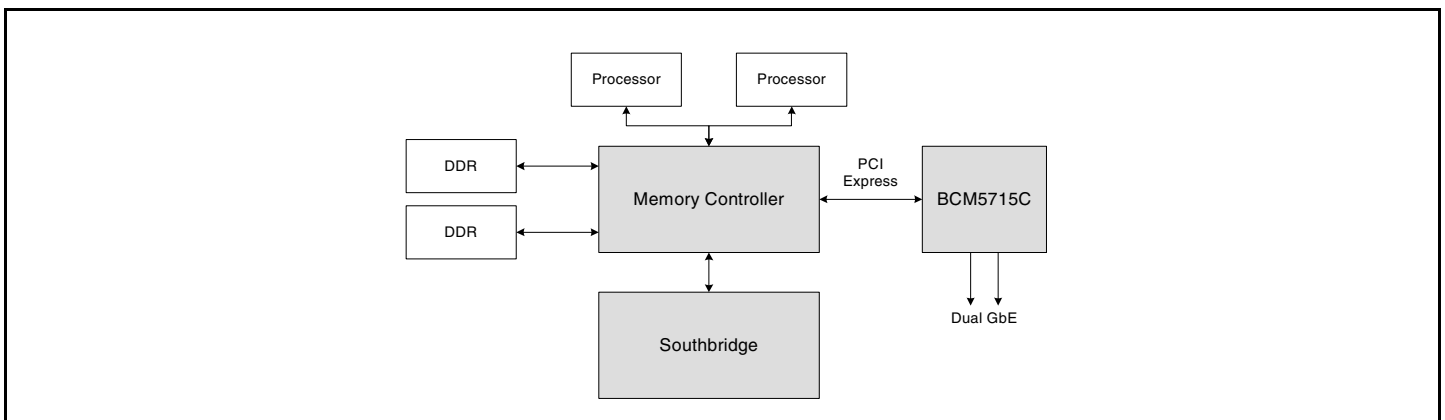 Processor
Processor
DDR
Memory Controller
PCI
Express
BCM5715C
DDR
Dual GbE
Southbridge